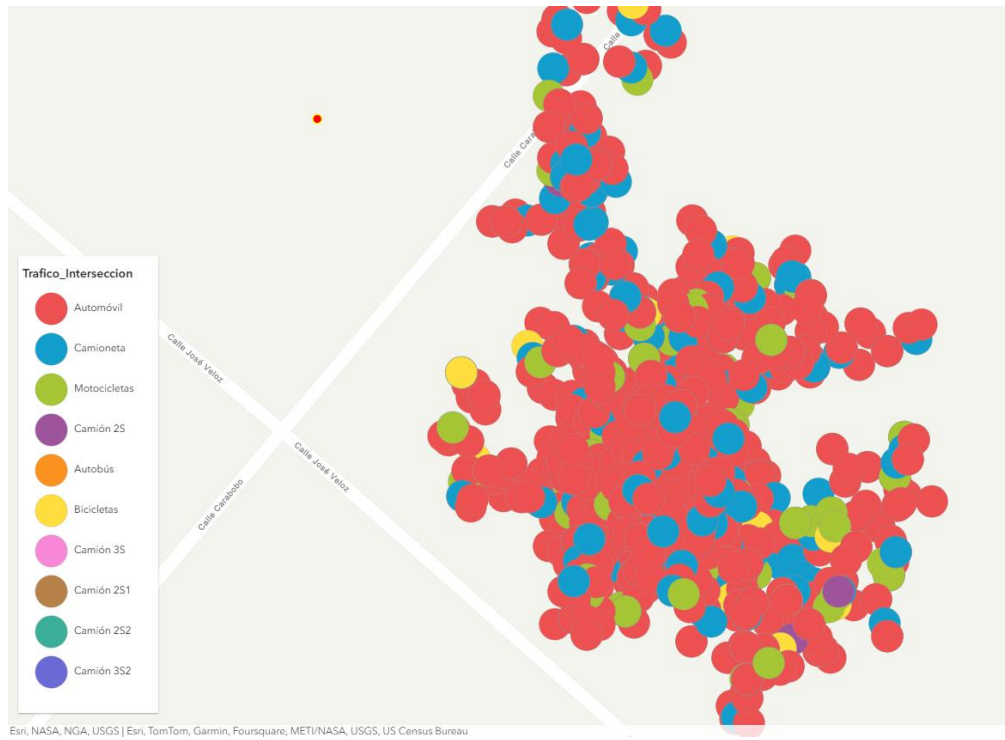 Calle
Calle Cara
Trafico_Interseccion
Automóvil
Camioneta
Motocicletas
Camión 2S
Autobús
Bicicletas
Camión 3S
Camión 2S1
Camión 2S2
Camión 3S2
Calle José Veloz
Calle José Veloz
Calle Carabobo
Esri, NASA, NGA, USGS | Esri, TomTom, Garmin, Foursquare, METI/NASA, USGS, US Census Bureau